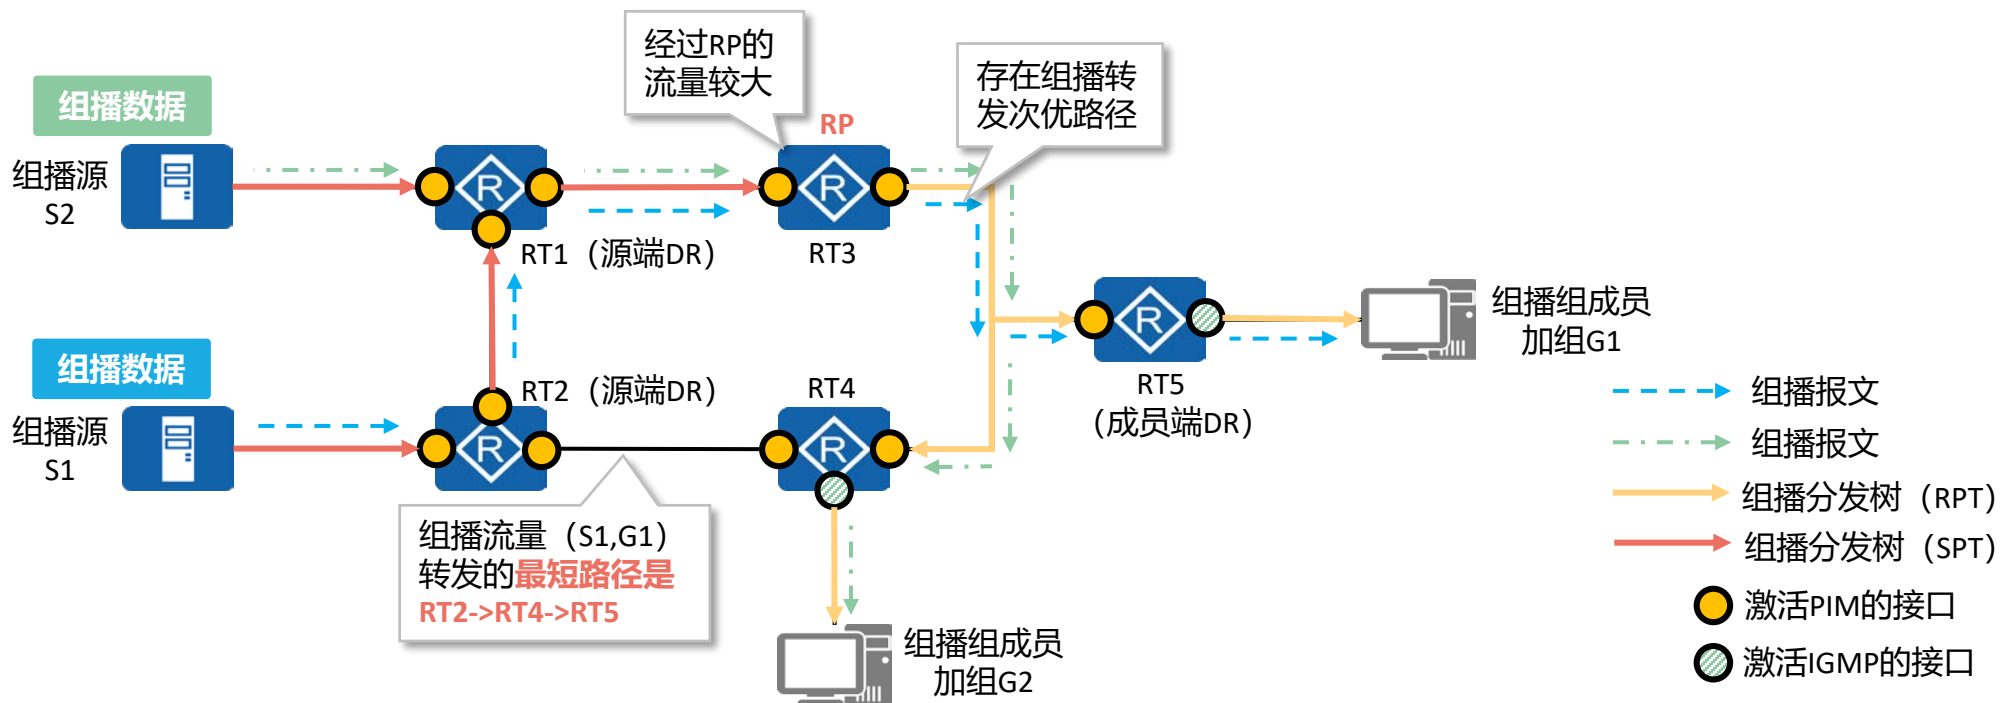 经过RP的
流量较大
存在组播转
发次优路径
组播数据
RP
组播源
S2
RT1（源端DR）
RT3
组播组成员
加组G1
组播数据
RT2（源端DR）
RT4
RT5
（成员端DR）
组播源
S1
组播流量（S1,G1）
转发的最短路径是
RT2->RT4->RT5
组播组成员
加组G2
组播报文
组播报文
组播分发树（RPT）
组播分发树（SPT）
激活PIM的接口
激活IGMP的接口
R
R
R
R
R